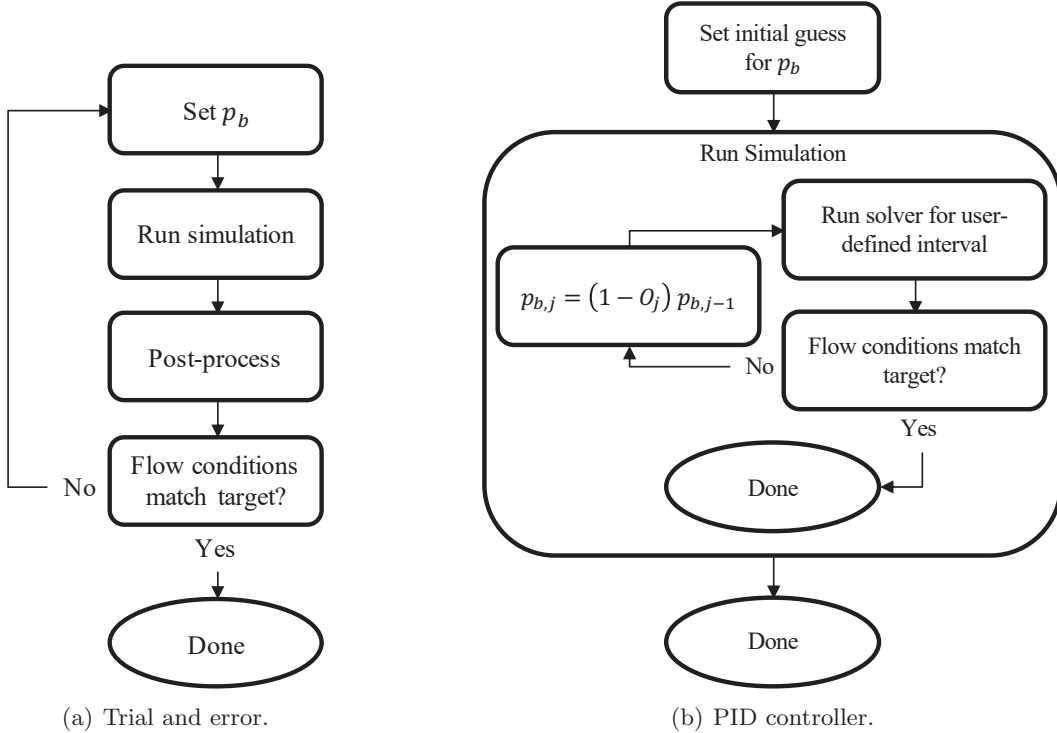 Set p_b
Run simulation
Post-process
Flow conditions
match target?
No
Yes
Done
(a) Trial and error.
Set initial guess
for p_b
Run Simulation
Run solver for user-
defined interval
p_{b,j} = (1 − O_j) p_{b,j−1}
Flow conditions match
target?
No
Yes
Done
Done
(b) PID controller.